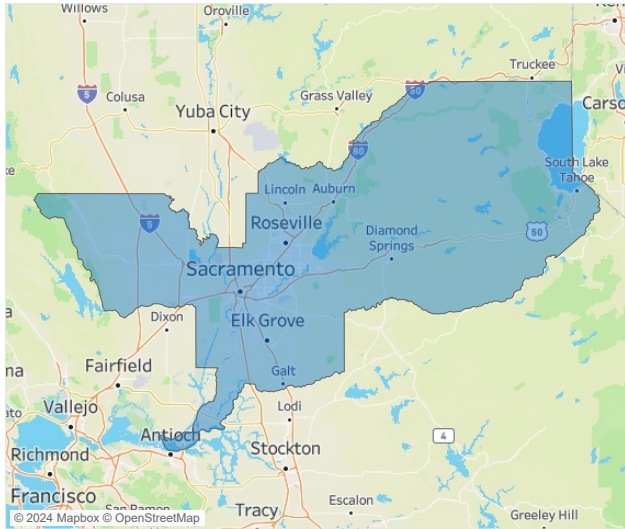 Willows
Oroville
Truckee
5
Colusa
Grass Valley
80
Yuba City
Carso
80
South Lake
Tahoe
Lincoln
Auburn
5
Roseville
Diamond
Springs
50
Sacramento
Dixon
Elk Grove
Fairfield
Galt
Vallejo
Lodi
Antioch
4
Richmond
Stockton
Francisco
San Ramon
Tracy
Escalon
Greeley Hill
© 2024 Mapbox © OpenStreetMap